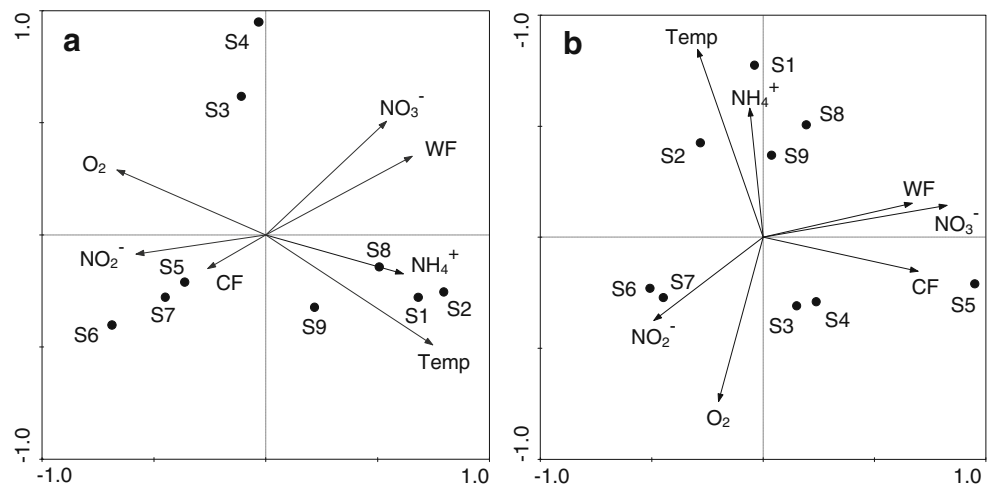 a
1.0
S4
S3
NO₃⁻
WF
O₂
NO₂⁻
S5
CF
S7
S6
S8
NH₄⁺
S1
S2
S9
Temp
-1.0
-1.0
1.0
b
-1.0
Temp
S1
NH₄⁺
S8
S2
S9
WF
NO₃⁻
CF
S5
S6
S7
NO₂⁻
S3
S4
O₂
-1.0
-1.0
1.0